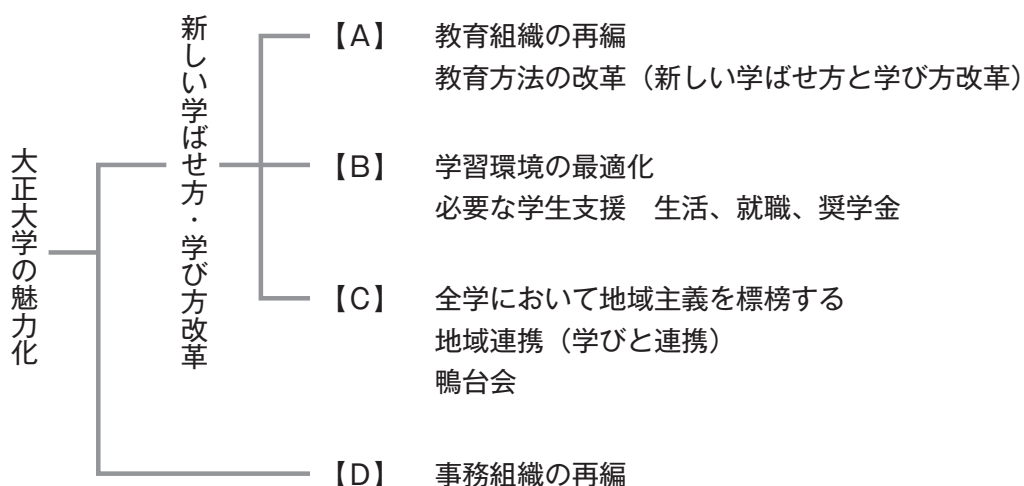 大正大学の魅力化
新しい学ばせ方・学び方改革
【A】 教育組織の再編
教育方法の改革（新しい学ばせ方と学び方改革）
【B】 学習環境の最適化
必要な学生支援　生活、就職、奨学金
【C】 全学において地域主義を標榜する
地域連携（学びと連携）
鴨台会
【D】 事務組織の再編